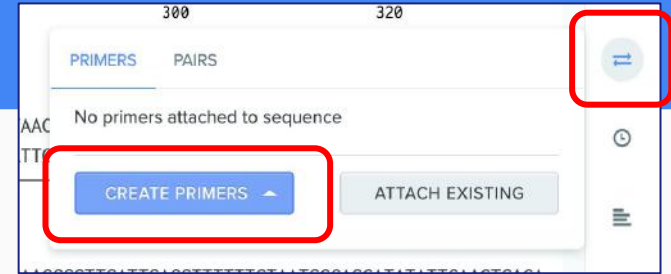 300 320
PRIMERS PAIRS
No primers attached to sequence
CREATE PRIMERS ATTACH EXISTING